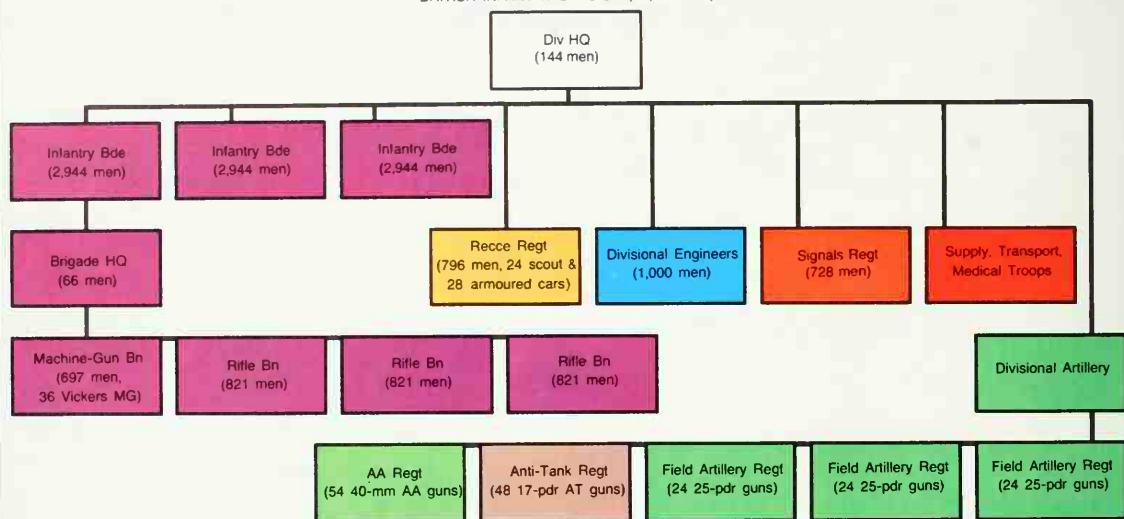 Div HQ
(144 men)
Infantry Bde
(2,944 men)
Infantry Bde
(2,944 men)
Infantry Bde
(2,944 men)
Brigade HQ
(66 men)
Recce Regt
(796 men, 24 scout &
28 armoured cars)
Divisional Engineers
(1,000 men)
Signals Regt
(728 men)
Supply, Transport,
Medical Troops
Machine-Gun Bn
(697 men,
36 Vickers MG)
Rifle Bn
(821 men)
Rifle Bn
(821 men)
Rifle Bn
(821 men)
Divisional Artillery
AA Regt
(54 40-mm AA guns)
Anti-Tank Regt
(48 17-pdr AT guns)
Field Artillery Regt
(24 25-pdr guns)
Field Artillery Regt
(24 25-pdr guns)
Field Artillery Regt
(24 25-pdr guns)